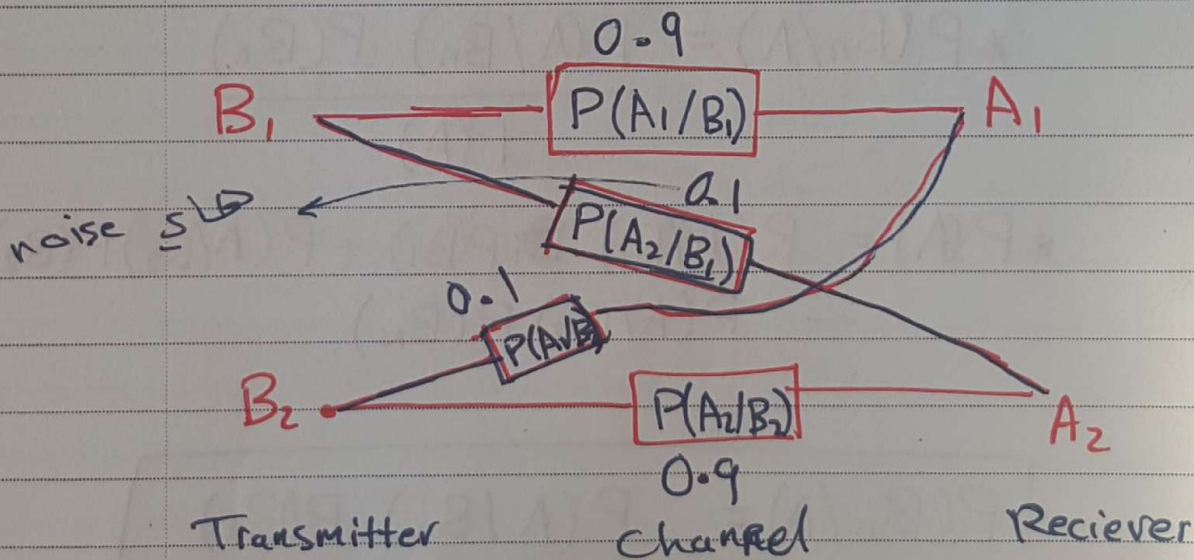 0.9
B₁ P(A₁/B₁) A₁
0.1
noise
P(A₂/B₁)
0.1
B₂ P(A₂/B₂) A₂
0.9
Transmitter Channel Reciever